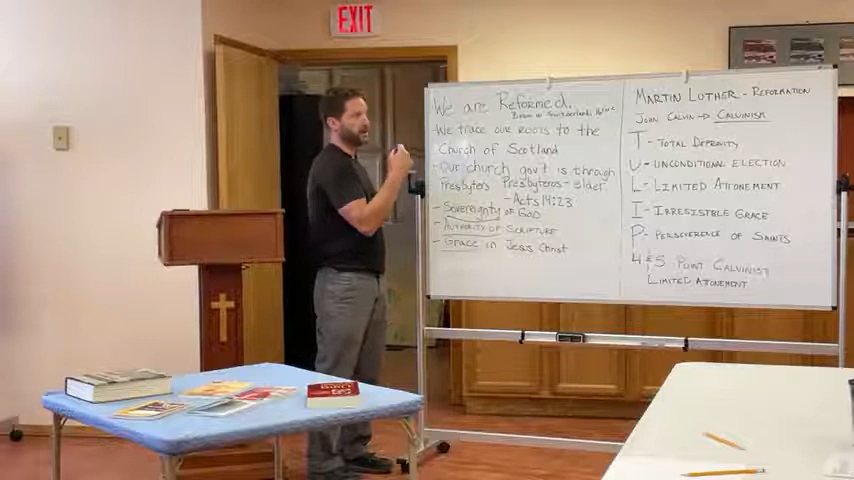 EXIT
We are Reformed.
Began in Switzerland,
We trace our roots to the
Church of Scotland
- Our church gov't is through
Presbyters Presbyteros - elder
- Acts 14:23
- Sovereignty of God
- Authority of Scripture
- Grace in Jesus Christ
MARTIN LUTHER - REFORMATION
JOHN CALVIN → CALVINISM
T - TOTAL DEPRAVITY
U - UNCONDITIONAL ELECTION
L - LIMITED ATONEMENT
I - IRRESISTIBLE GRACE
P - PERSEVERENCE OF SAINTS
4 & 5 POINT CALVINIST
LIMITED ATONEMENT